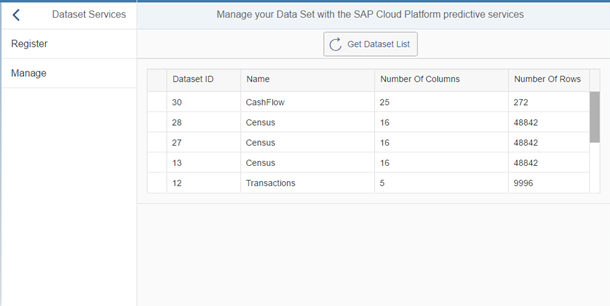 Dataset Services
Manage your Data Set with the SAP Cloud Platform predictive services
Register
Manage
Get Dataset List
Dataset ID Name Number Of Columns Number Of Rows
30 CashFlow 25 272
28 Census 16 48842
27 Census 16 48842
13 Census 16 48842
12 Transactions 5 9996